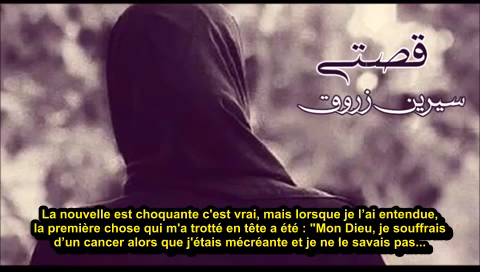 قصتي
سيرين زروق
La nouvelle est choquante c'est vrai, mais lorsque je l'ai entendue,
la première chose qui m'a trotté en tête a été : "Mon Dieu, je souffrais
d'un cancer alors que j'étais mécréante et je ne le savais pas...